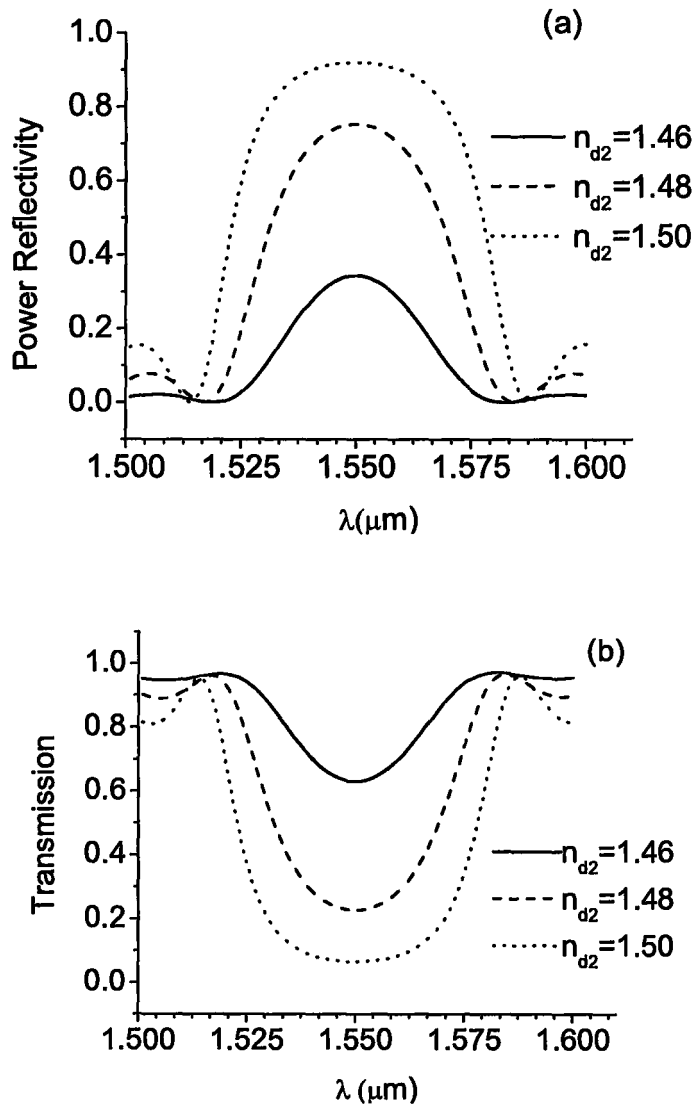 (a)
1.0
0.8
0.6
0.4
0.2
0.0
Power Reflectivity
n_d2=1.46
n_d2=1.48
n_d2=1.50
1.500 1.525 1.550 1.575 1.600
λ(μm)
(b)
1.0
0.8
0.6
0.4
0.2
0.0
Transmission
n_d2=1.46
n_d2=1.48
n_d2=1.50
1.500 1.525 1.550 1.575 1.600
λ (μm)